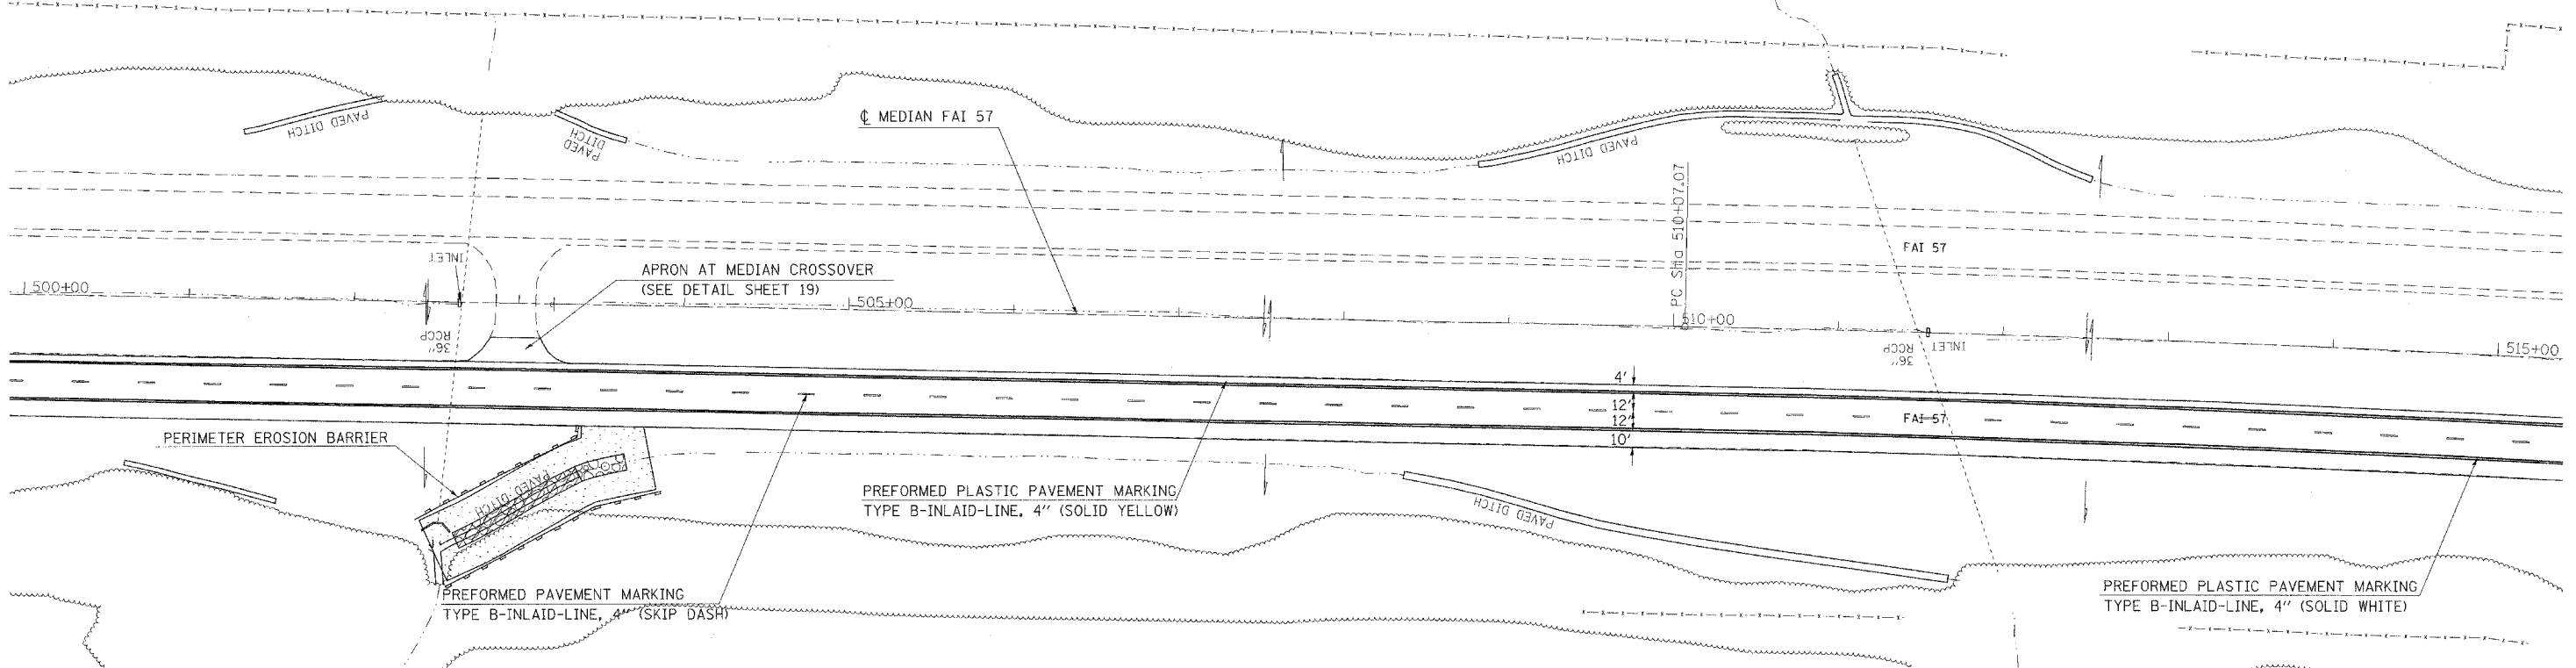 PAVED DITCH
PAVED
DITCH
℄ MEDIAN FAI 57
PAVED DITCH
PC Sta 510+07.07
FAI 57
INLET
APRON AT MEDIAN CROSSOVER
(SEE DETAIL SHEET 19)
500+00
505+00
510+00
515+00
36"
RCCP
INLET
36"
RCCP
4'
12'
12'
10'
FAI 57
PERIMETER EROSION BARRIER
PAVED DITCH
PREFORMED PLASTIC PAVEMENT MARKING
TYPE B-INLAID-LINE, 4" (SOLID YELLOW)
PAVED DITCH
PREFORMED PAVEMENT MARKING
TYPE B-INLAID-LINE, 4" (SKIP DASH)
PREFORMED PLASTIC PAVEMENT MARKING
TYPE B-INLAID-LINE, 4" (SOLID WHITE)